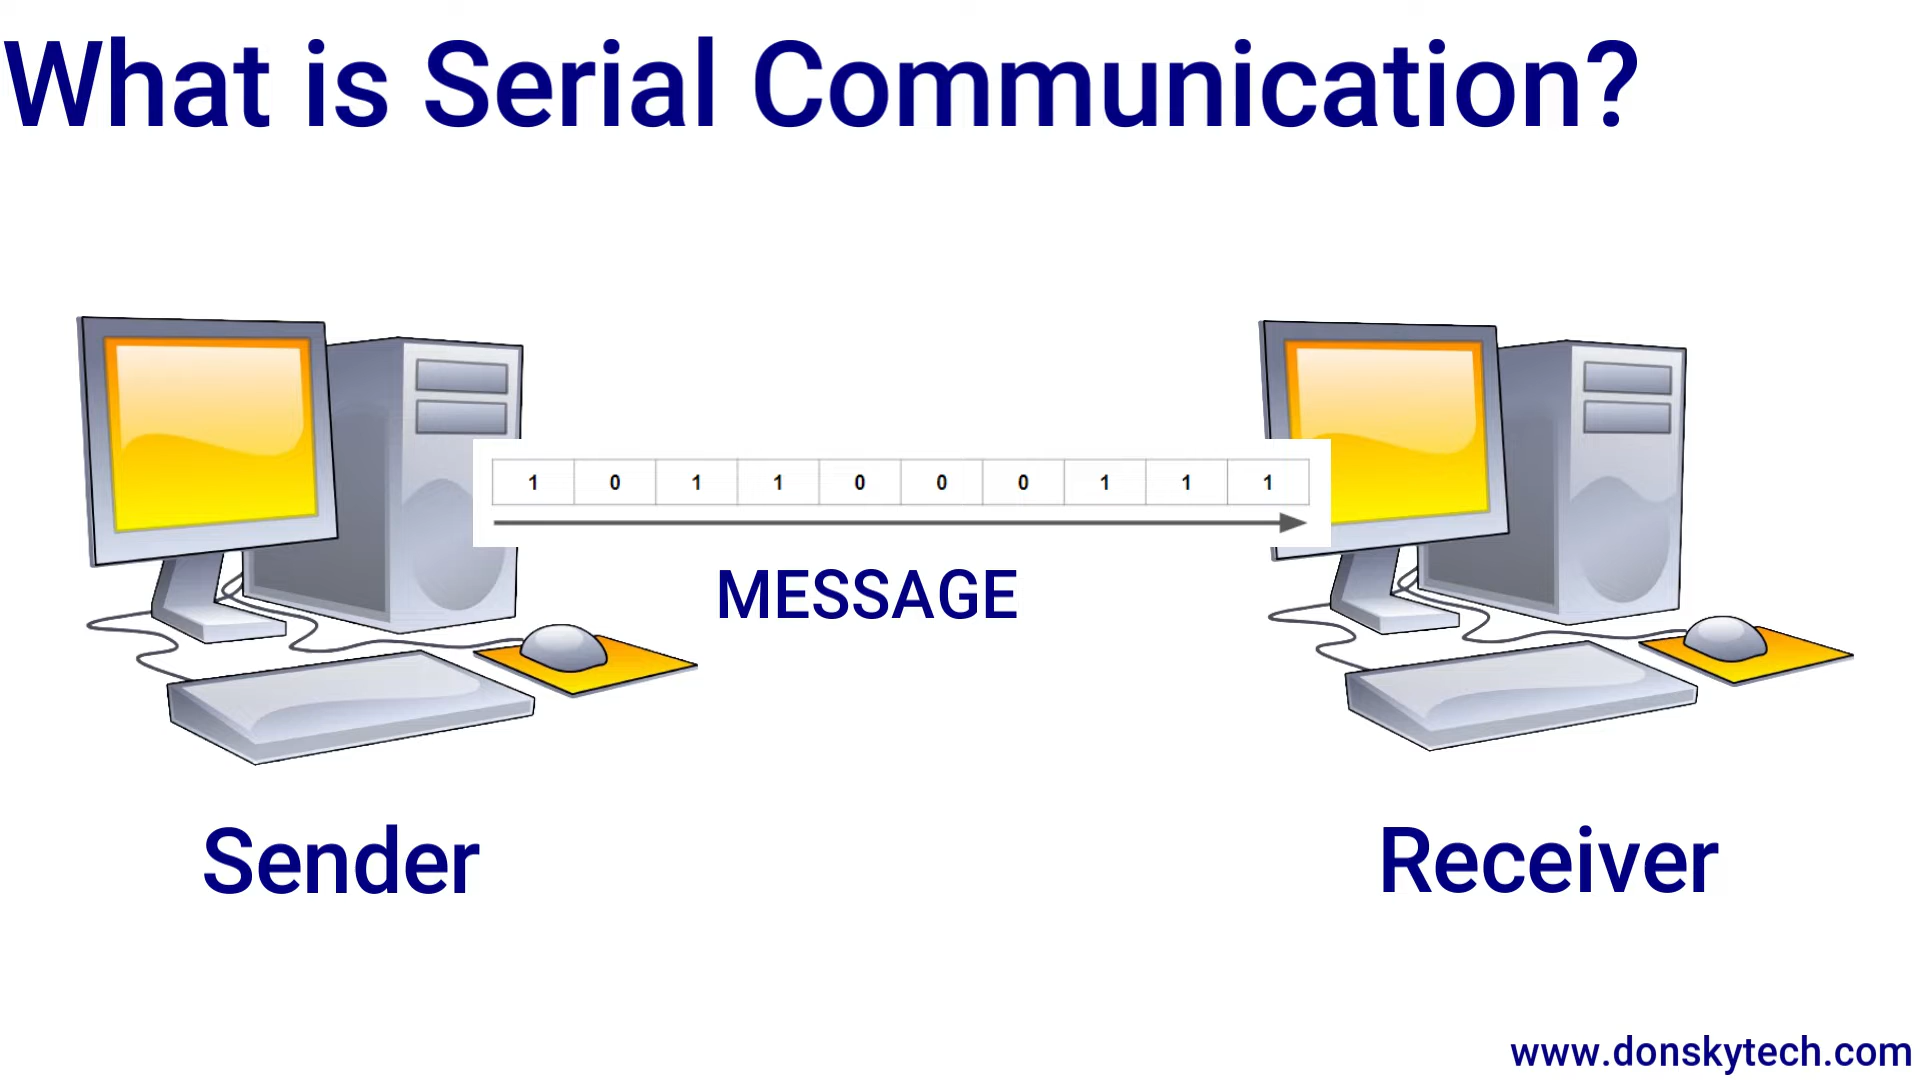 What is Serial Communication?
1 0 1 1 0 0 0 1 1 1
MESSAGE
Sender
Receiver
www.donskytech.com